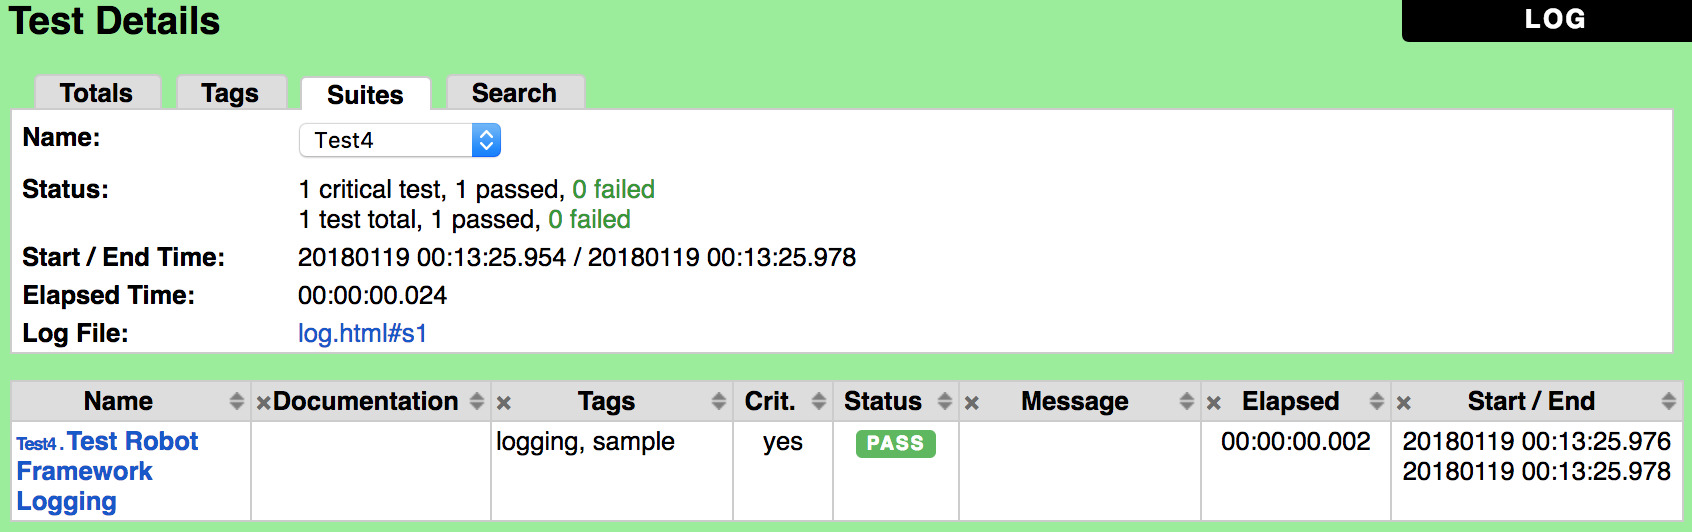 Test Details
LOG
Totals Tags Suites Search
Name: Test4
Status: 1 critical test, 1 passed, 0 failed
1 test total, 1 passed, 0 failed
Start / End Time: 20180119 00:13:25.954 / 20180119 00:13:25.978
Elapsed Time: 00:00:00.024
Log File: log.html#s1
Name × Documentation × Tags Crit. Status × Message × Elapsed × Start / End
Test4 . Test Robot logging, sample yes PASS 00:00:00.002 20180119 00:13:25.976
Framework 20180119 00:13:25.978
Logging